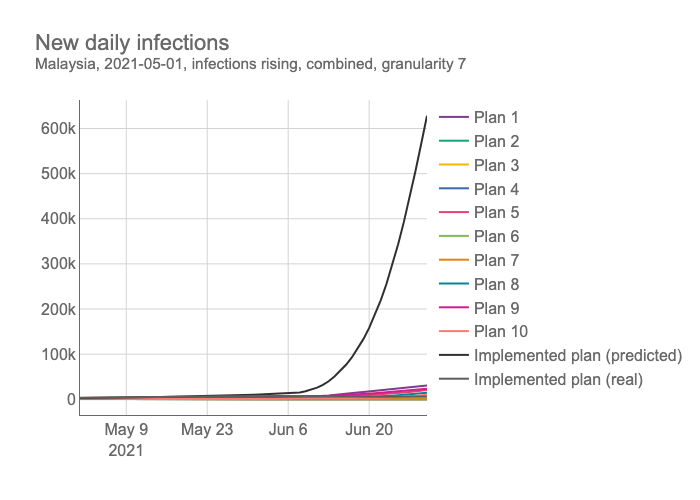 New daily infections
Malaysia, 2021-05-01, infections rising, combined, granularity 7
600k
500k
400k
300k
200k
100k
0
May 9
2021
May 23
Jun 6
Jun 20
Plan 1
Plan 2
Plan 3
Plan 4
Plan 5
Plan 6
Plan 7
Plan 8
Plan 9
Plan 10
Implemented plan (predicted)
Implemented plan (real)